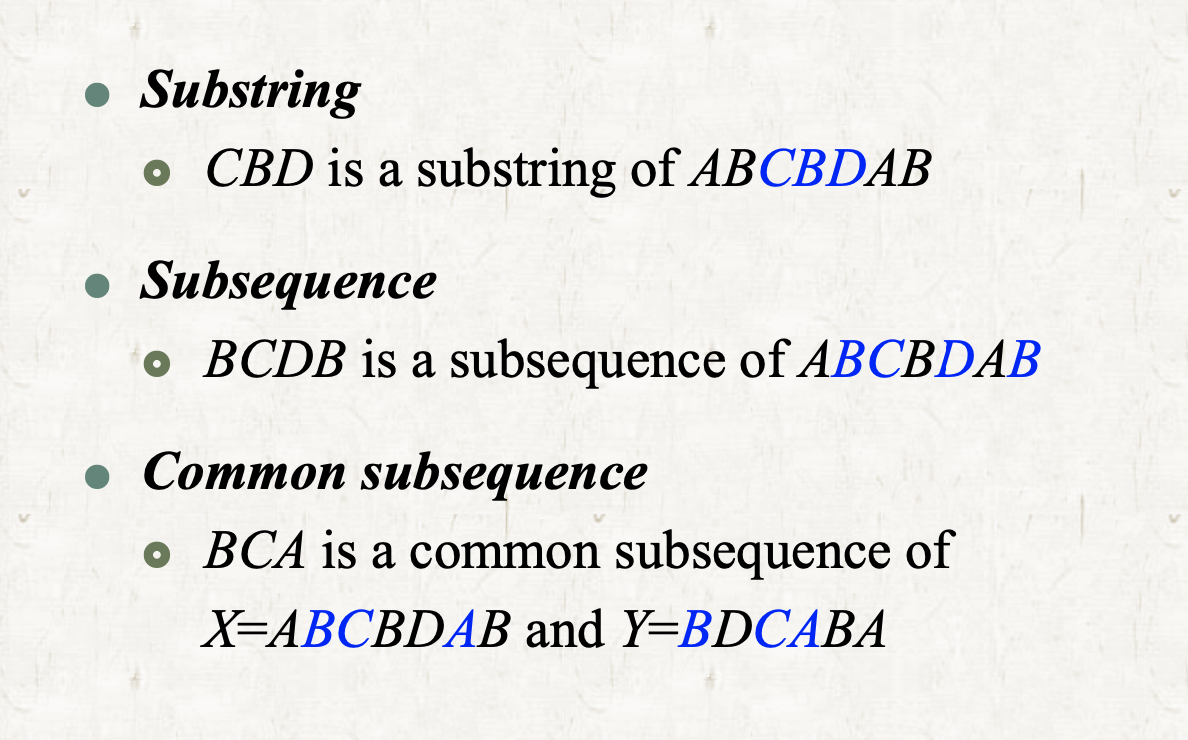 Substring
CBD is a substring of ABCBDAB
Subsequence
BCDB is a subsequence of ABCBDAB
Common subsequence
BCA is a common subsequence of
X=ABCBDAB and Y=BDCABA